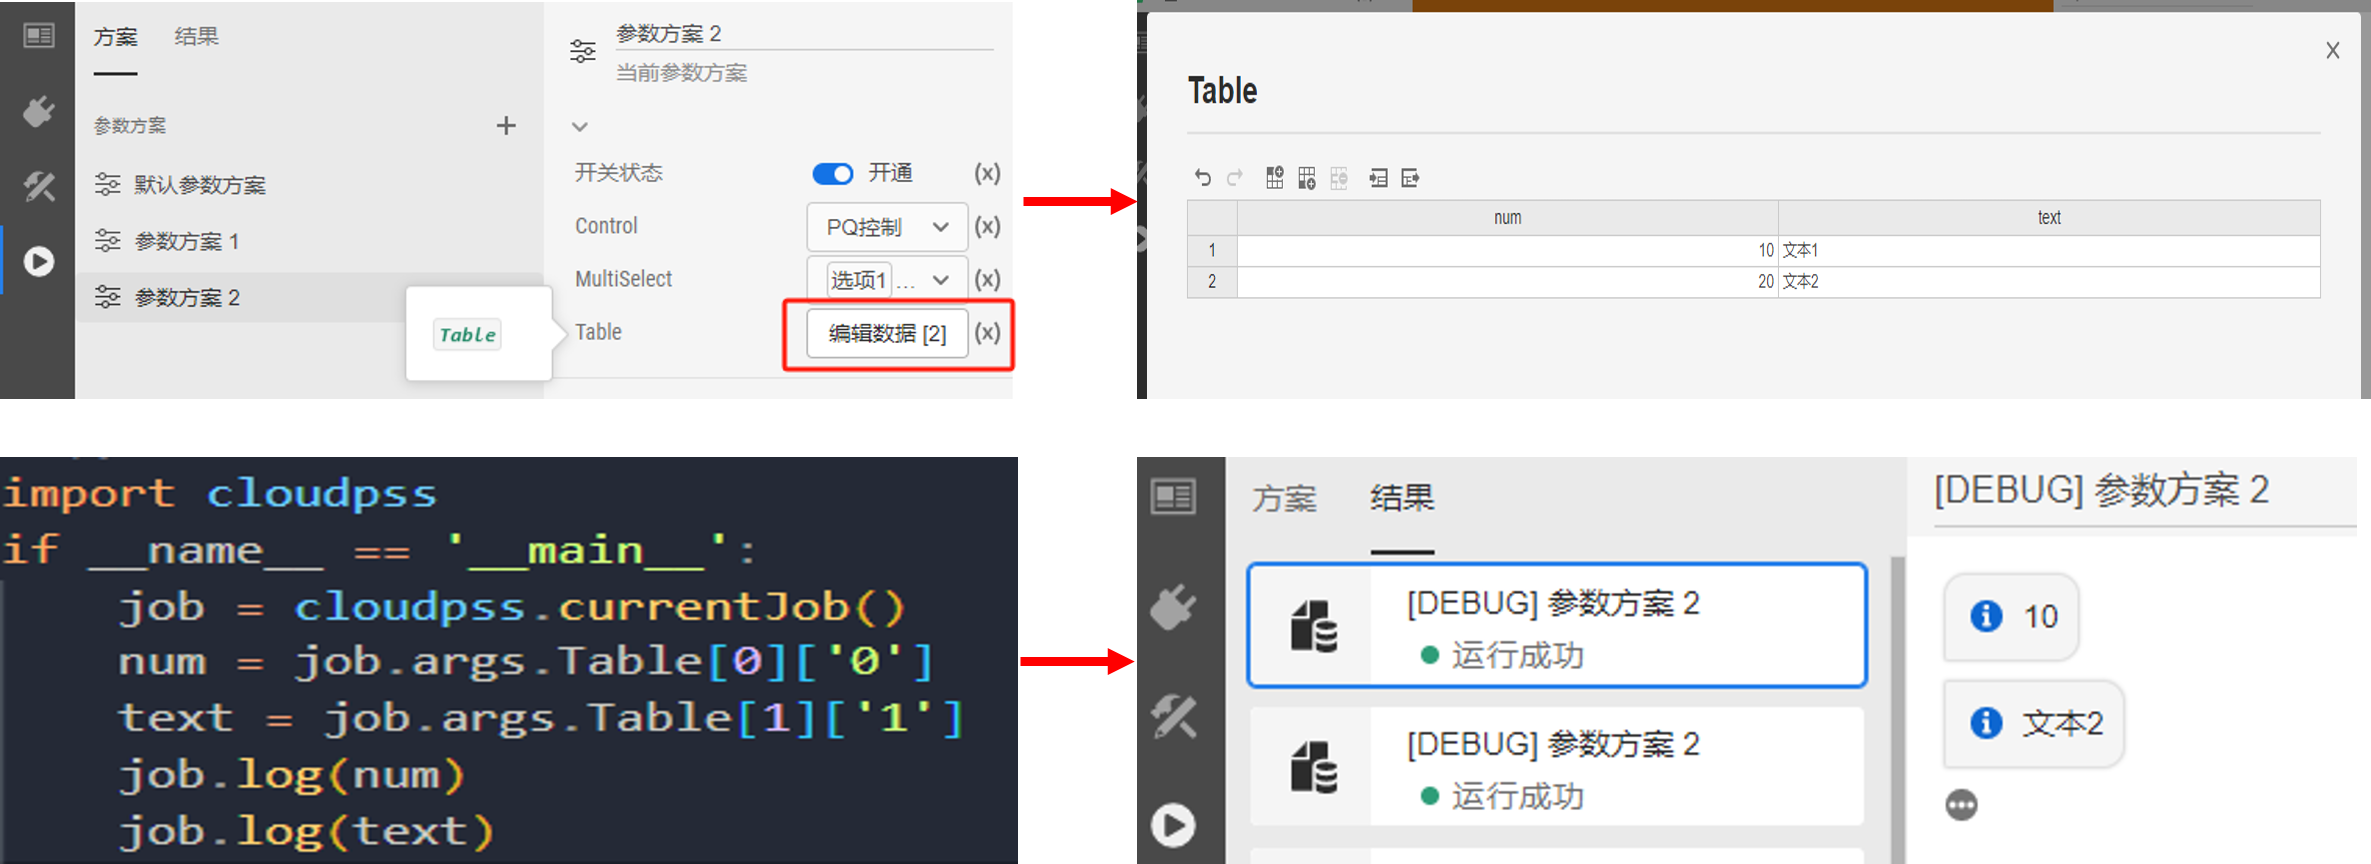 方案 结果
参数方案 +
默认参数方案
参数方案 1
参数方案 2
Table
参数方案 2
当前参数方案
开关状态 开通 (x)
Control PQ控制 (x)
MultiSelect 选项1 ... (x)
Table 编辑数据 [2] (x)
X
Table
num text
1 10 文本1
2 20 文本2
import cloudpss
if __name__ == '__main__':
job = cloudpss.currentJob()
num = job.args.Table[0]['0']
text = job.args.Table[1]['1']
job.log(num)
job.log(text)
方案 结果
[DEBUG] 参数方案 2
运行成功
[DEBUG] 参数方案 2
运行成功
[DEBUG] 参数方案 2
10
文本2